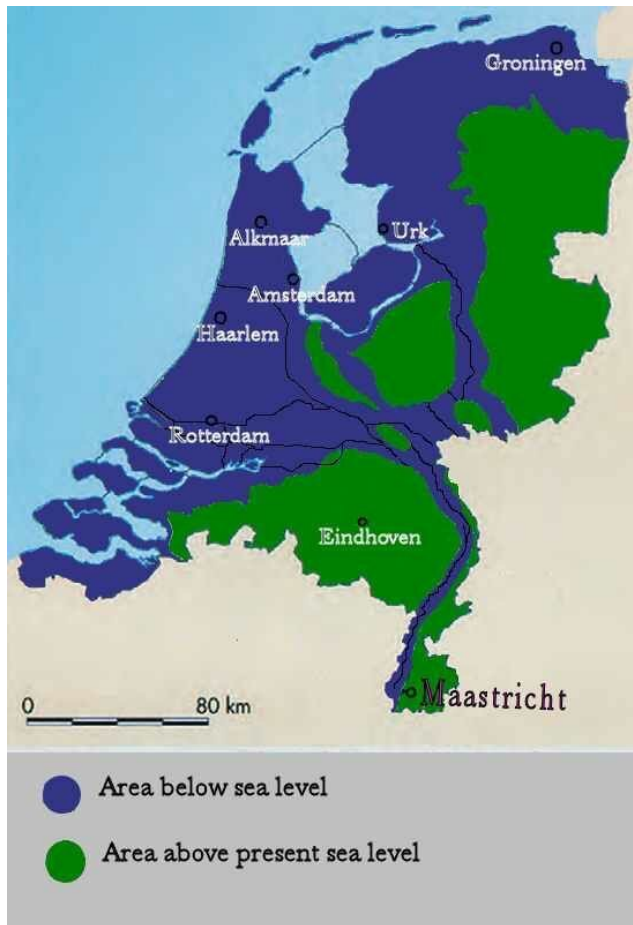 Groningen
Urk
Alkmaar
Amsterdam
Haarlem
Rotterdam
Eindhoven
Maastricht
0 80 km
Area below sea level
Area above present sea level